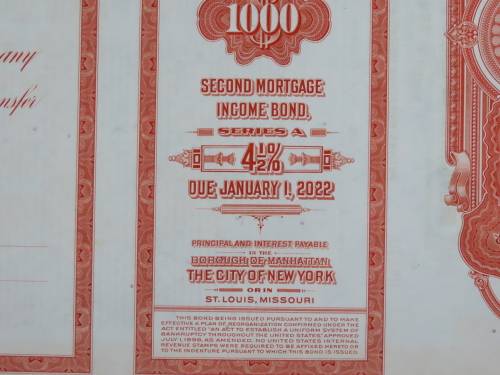 1000
any
nsfer
SECOND MORTGAGE
INCOME BOND,
SERIES A
4½%
DUE JANUARY 1, 2022
PRINCIPAL AND INTEREST PAYABLE
IN THE
BOROUGH OF MANHATTAN
THE CITY OF NEW YORK
OR IN
ST. LOUIS, MISSOURI
THIS BOND BEING ISSUED PURSUANT TO AND TO MAKE
EFFECTIVE A PLAN OF REORGANIZATION CONFIRMED UNDER THE
ACT ENTITLED "AN ACT TO ESTABLISH A UNIFORM SYSTEM OF
BANKRUPTCY THROUGHOUT THE UNITED STATES" APPROVED
JULY 1, 1898, AS AMENDED, NO UNITED STATES INTERNAL
REVENUE STAMPS WERE REQUIRED TO BE AFFIXED HERETO OR
TO THE INDENTURE PURSUANT TO WHICH THIS BOND IS ISSUED.